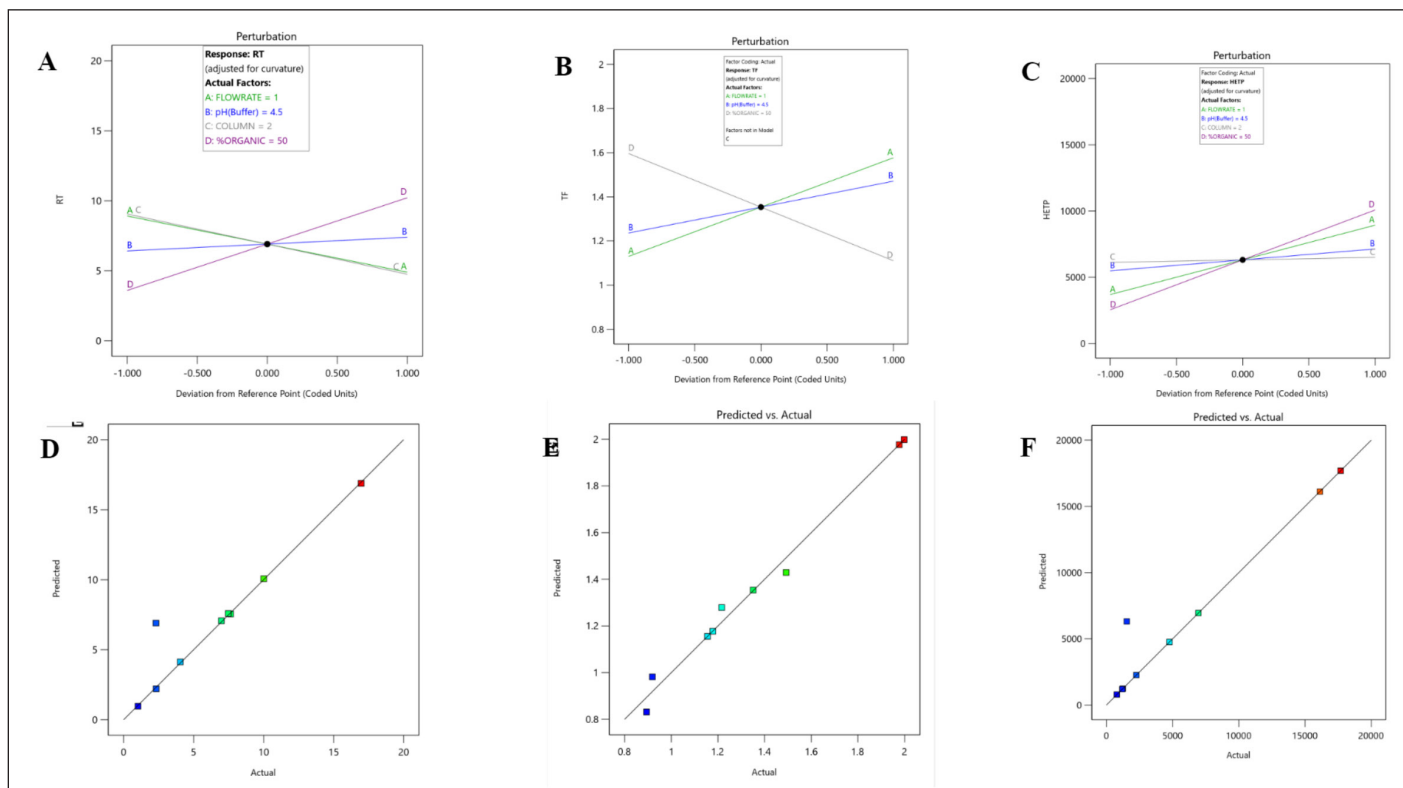 A
Perturbation
20
15
10
5
0
RT
Response: RT
(adjusted for curvature)
Actual Factors:
A: FLOWRATE = 1
B: pH(Buffer) = 4.5
C: COLUMN = 2
D: %ORGANIC = 50
A
C
B
D
D
B
C
A
-1.000
-0.500
0.000
0.500
1.000
Deviation from Reference Point (Coded Units)
B
Perturbation
2
1.8
1.6
1.4
1.2
1
0.8
TF
Factor Coding: Actual
Response: TF
(adjusted for curvature)
Actual Factors:
A: FLOWRATE = 1
B: pH(Buffer) = 4.5
D: %ORGANIC = 50
Factors not in Model
C
D
B
A
A
B
D
-1.000
-0.500
0.000
0.500
1.000
Deviation from Reference Point (Coded Units)
C
Perturbation
20000
15000
10000
5000
0
HETP
Factor Coding: Actual
Response: HETP
(adjusted for curvature)
Actual Factors:
A: FLOWRATE = 1
B: pH(Buffer) = 4.5
C: COLUMN = 2
D: %ORGANIC = 50
C
B
A
D
D
A
B
C
-1.000
-0.500
0.000
0.500
1.000
Deviation from Reference Point (Coded Units)
D
20
15
10
5
0
Predicted
0
5
10
15
20
Actual
E
Predicted vs. Actual
2
1.8
1.6
1.4
1.2
1
0.8
Predicted
0.8
1
1.2
1.4
1.6
1.8
2
Actual
F
Predicted vs. Actual
20000
15000
10000
5000
0
Predicted
0
5000
10000
15000
20000
Actual